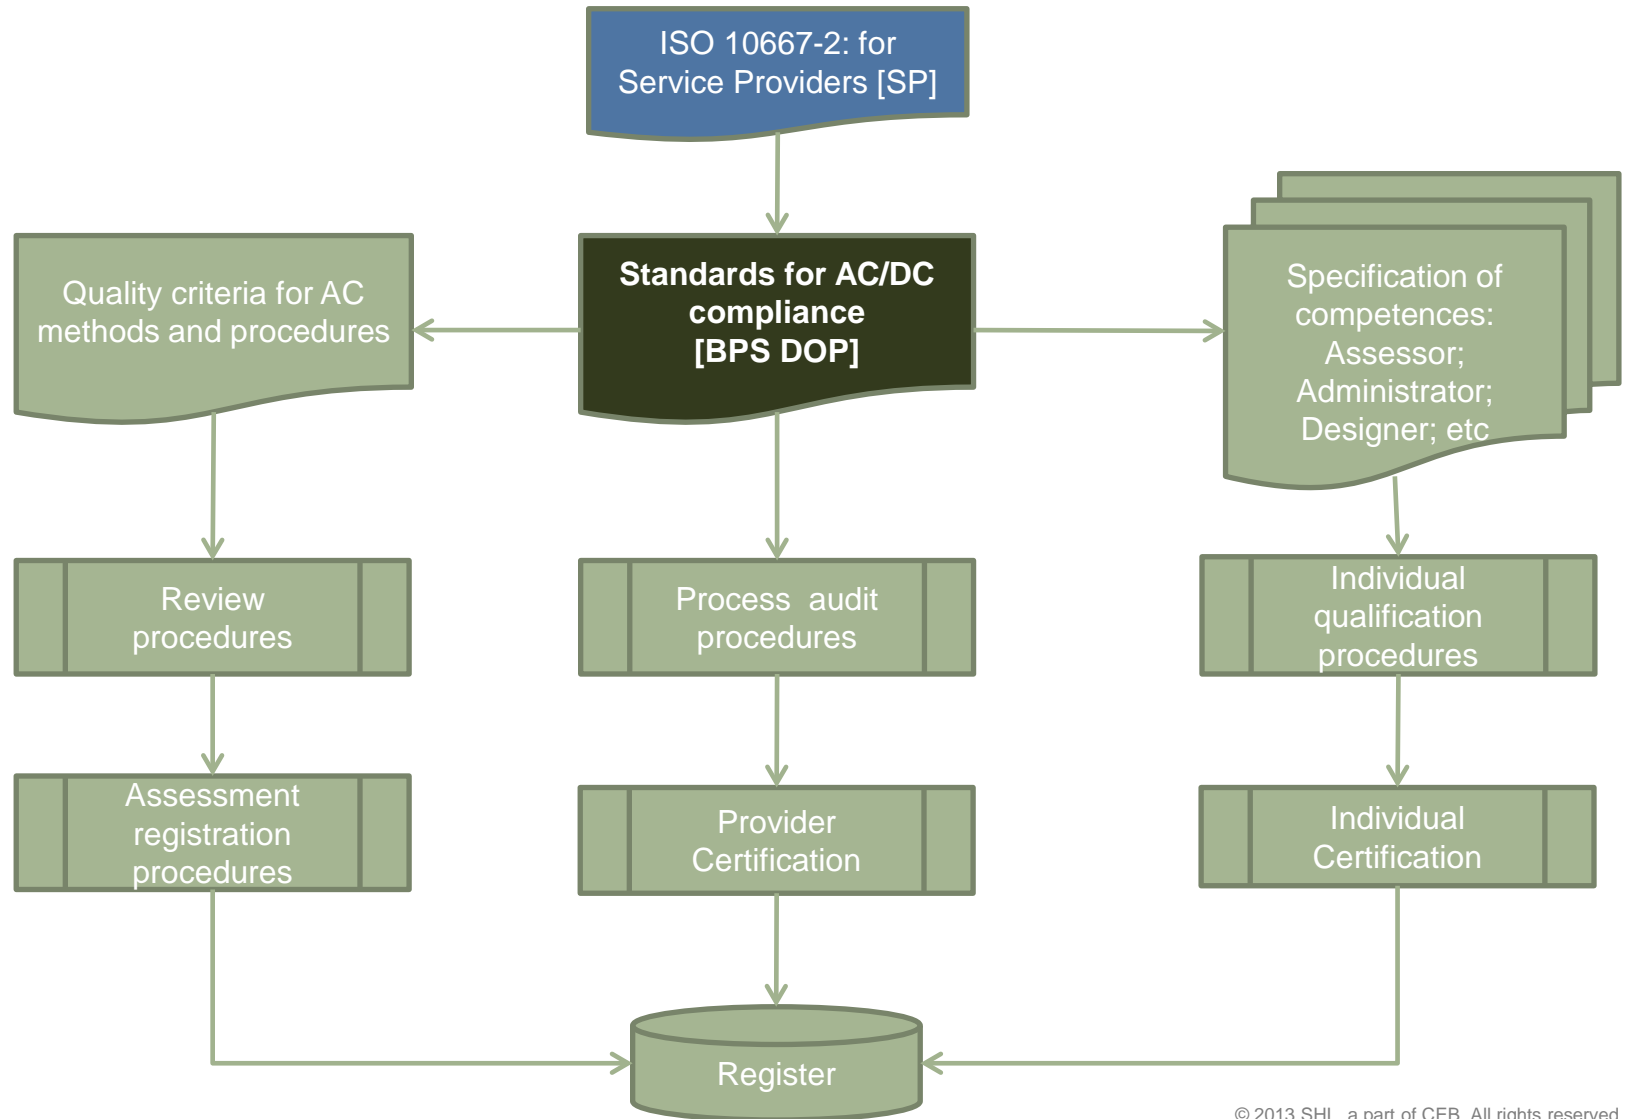 ISO 10667-2: for
Service Providers [SP]
Quality criteria for AC
methods and procedures
Standards for AC/DC
compliance
[BPS DOP]
Specification of
competences:
Assessor;
Administrator;
Designer; etc
Review
procedures
Process  audit
procedures
Individual
qualification
procedures
Assessment
registration
procedures
Provider
Certification
Individual
Certification
Register
© 2013 SHL, a part of CEB. All rights reserved